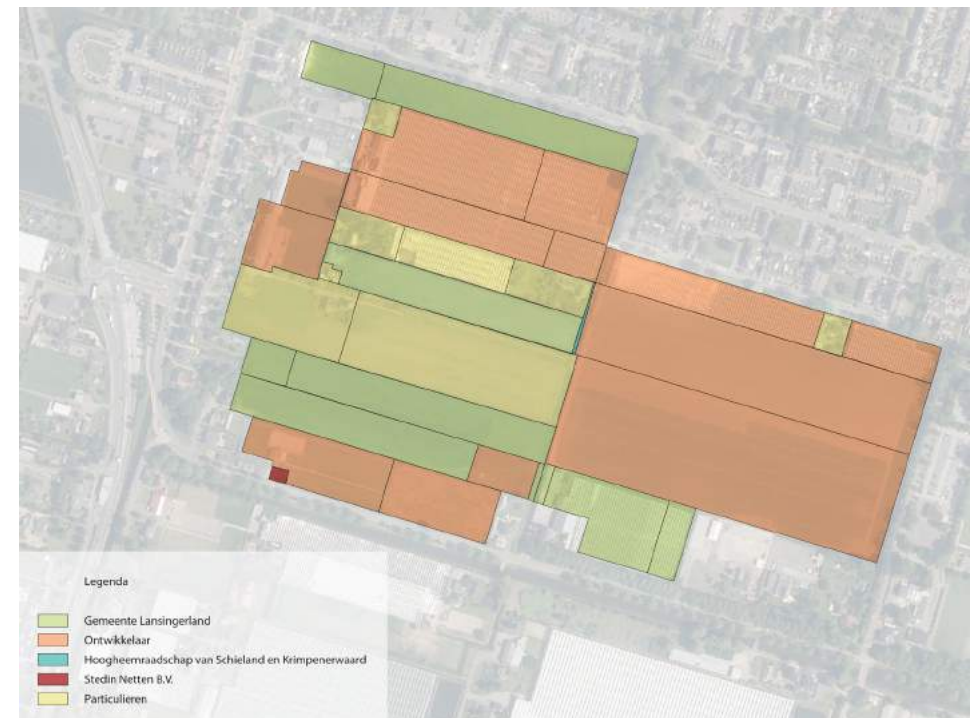 Legenda
Gemeente Lansingerland
Ontwikkelaar
Hoogheemraadschap van Schieland en Krimpenerwaard
Stedin Netten B.V.
Particulieren